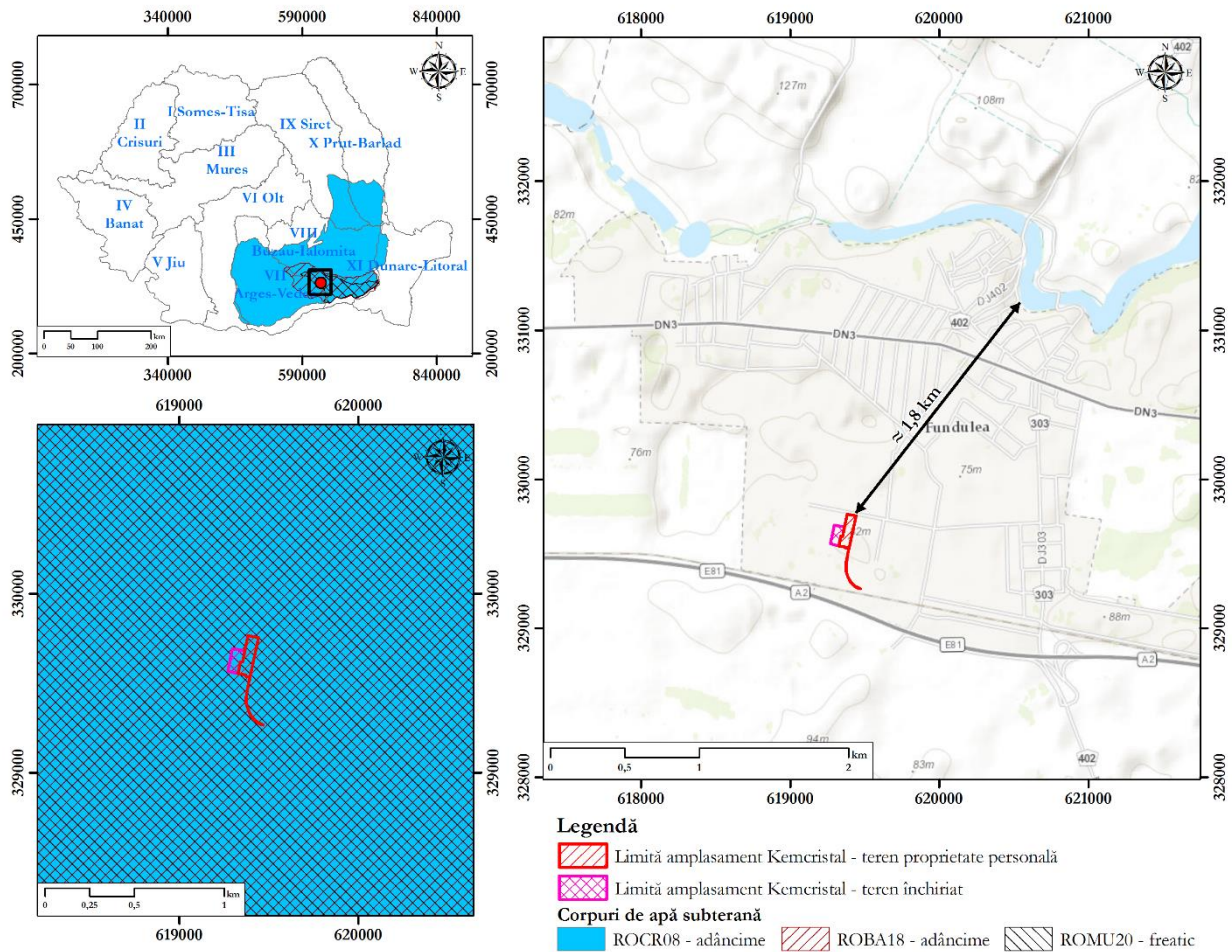 340000 590000 840000
N
W E
S
700000
450000
200000
I Somes-Tisa
II
Crisuri
IX Siret
X Prut-Barlad
III
Mures
IV
Banat
VI Olt
VIII
Buzau-Ialomita
V Jiu
VII
Arges-Vedea
XI Dunare-Litoral
700000
450000
200000
km
0 50 100 200
340000 590000 840000
619000 620000
N
W E
S
330000
329000
330000
329000
km
0 0,25 0,5 1
619000 620000
618000 619000 620000 621000
N
W E
S
402
127m
108m
332000
331000
330000
329000
328000
82m
82
DJ402
402
DN3
DN3
DN3
≈ 1,8 km
Fundulea
303
76m
75m
2m
DJ303
303
E81
A2
88m
E81
A2
94m
83m
402
332000
331000
330000
329000
328000
km
0 0,5 1 2
618000 619000 620000 621000
Legendă
Limită amplasament Kemcristal - teren proprietate personală
Limită amplasament Kemcristal - teren închiriat
Corpuri de apă subterană
ROCR08 - adâncime ROBA18 - adâncime ROMU20 - freatic